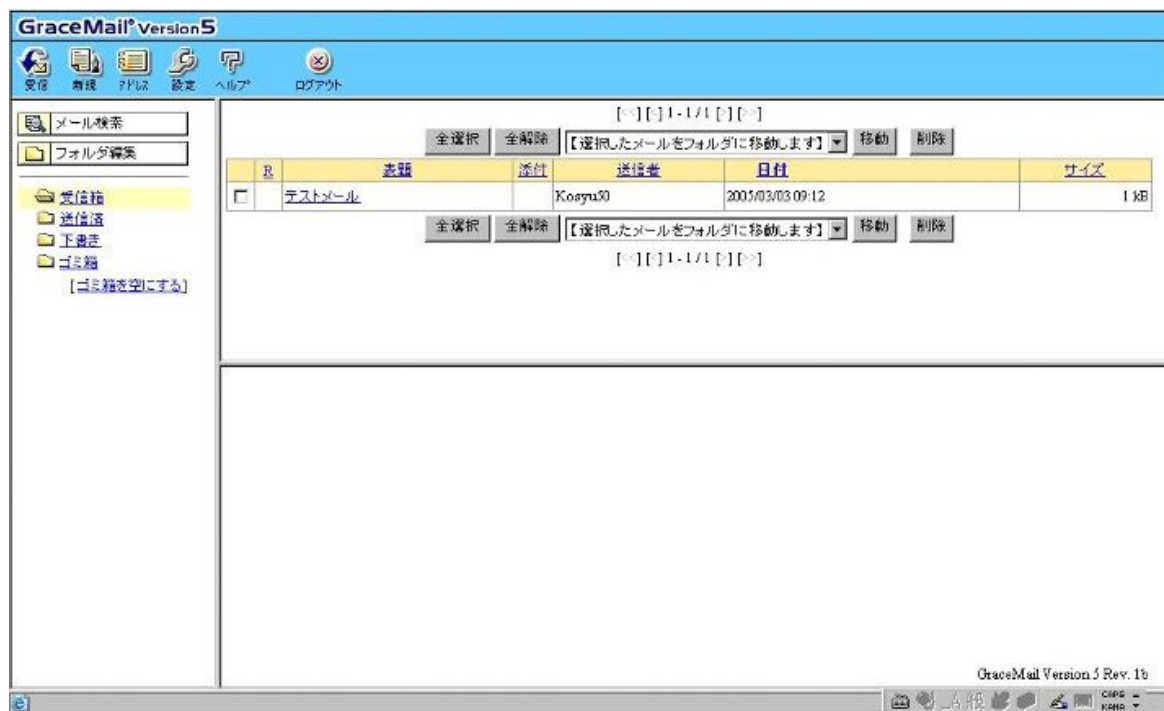 GraceMail® Version5
受信 新規 アドレス 設定 ヘルプ ログアウト
メール検索
フォルダ編集
受信箱
送信済
下書き
ゴミ箱
[ゴミ箱を空にする]
[<<][<] 1 - 1 / 1 [>][>>]
全選択 全解除 【選択したメールをフォルダに移動します】 移動 削除
R 表題 添付 送信者 日付 サイズ
テストメール Kosyu50 2005/03/03 09:12 1 kB
全選択 全解除 【選択したメールをフォルダに移動します】 移動 削除
[<<][<] 1 - 1 / 1 [>][>>]
GraceMail Version 5 Rev. 1b
_A 般 CAPS
KANA